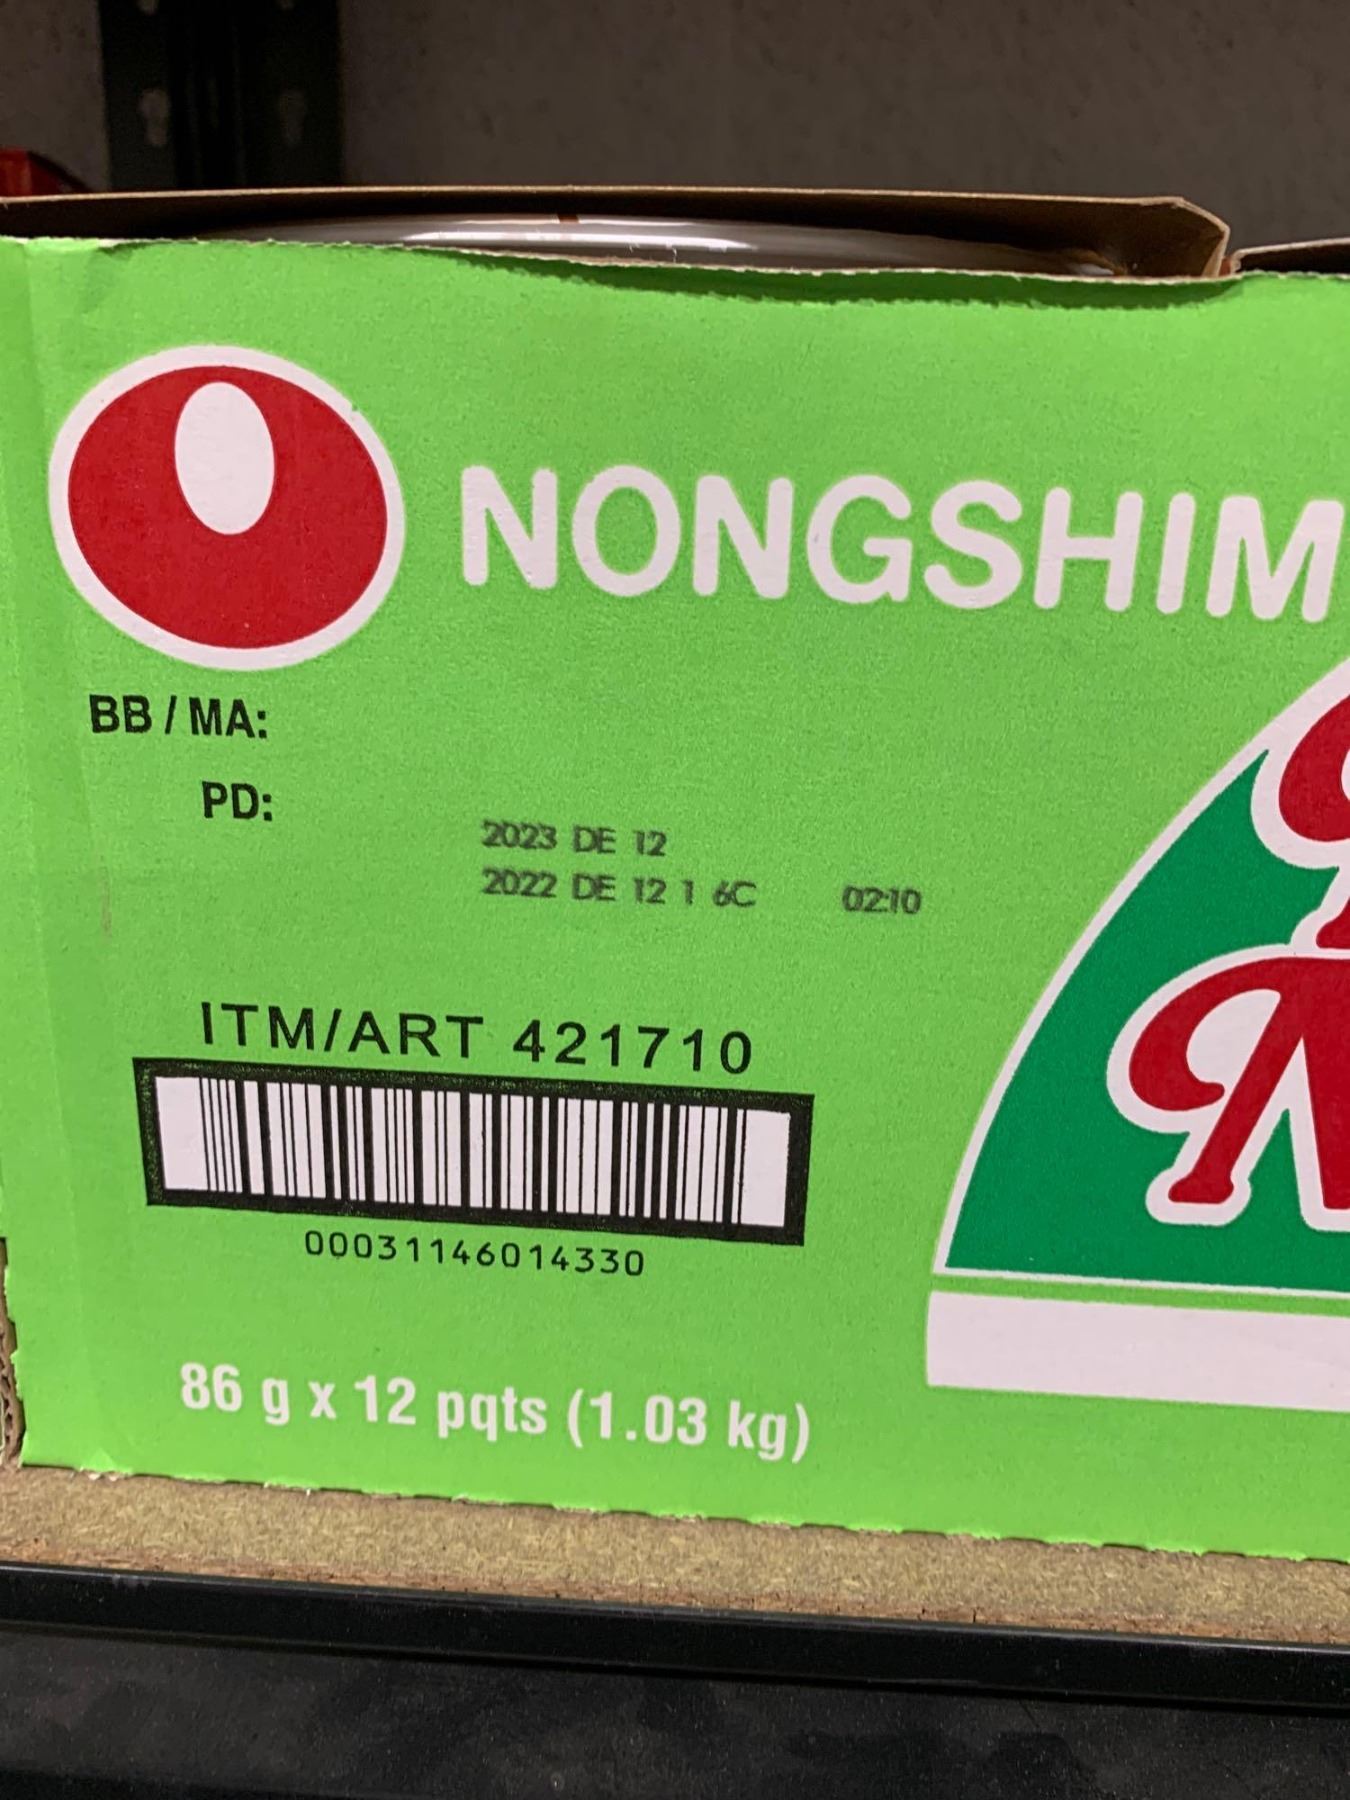 NONGSHIM
BB / MA:
PD:
2023 DE 12
2022 DE 12 1 6C 02:10
ITM/ART 421710
00031146014330
86 g x 12 pqts (1.03 kg)